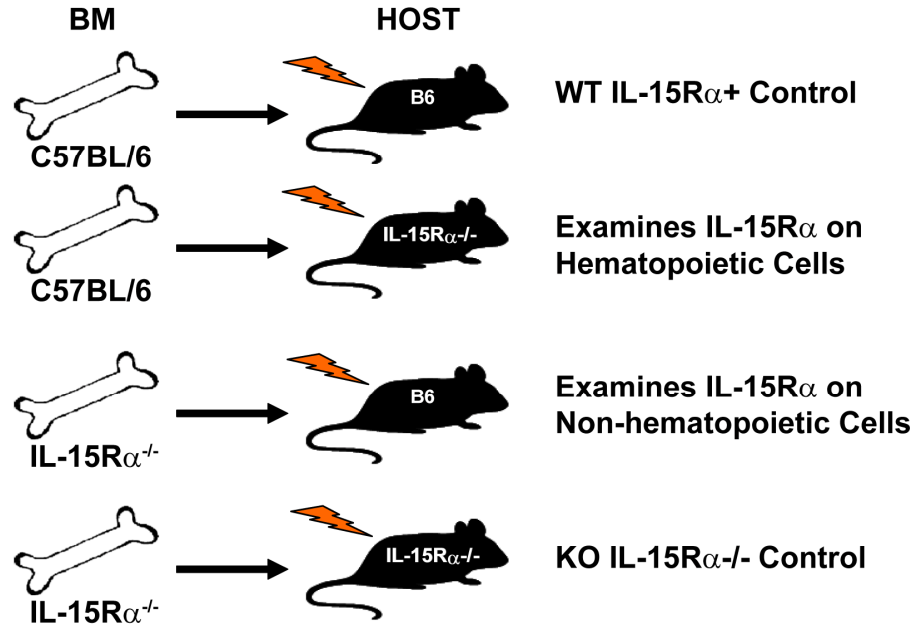 BM HOST
B6
WT IL-15Rα+ Control
C57BL/6
IL-15Rα-/-
Examines IL-15Rα on
Hematopoietic Cells
C57BL/6
B6
Examines IL-15Rα on
Non-hematopoietic Cells
IL-15Rα-/-
IL-15Rα-/-
KO IL-15Rα-/- Control
IL-15Rα-/-